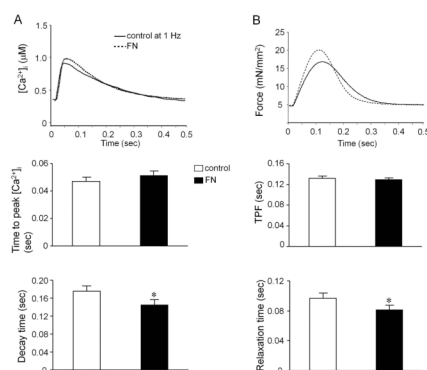 A
B
1.5
1.0
0.5
0
[Ca²⁺]ᵢ (µM)
control at 1 Hz
FN
0 0.1 0.2 0.3 0.4 0.5
Time (sec)
25
20
15
10
5
0
Force (mN/mm²)
0 0.1 0.2 0.3 0.4 0.5
Time (sec)
0.06
0.04
0.02
0
Time to peak [Ca²⁺]ᵢ
(sec)
control
FN
0.16
0.12
0.08
0.04
0
TPF (sec)
0.20
0.16
0.12
0.08
0.04
0
Decay time (sec)
*
0.12
0.08
0.04
0
Relaxation time (sec)
*